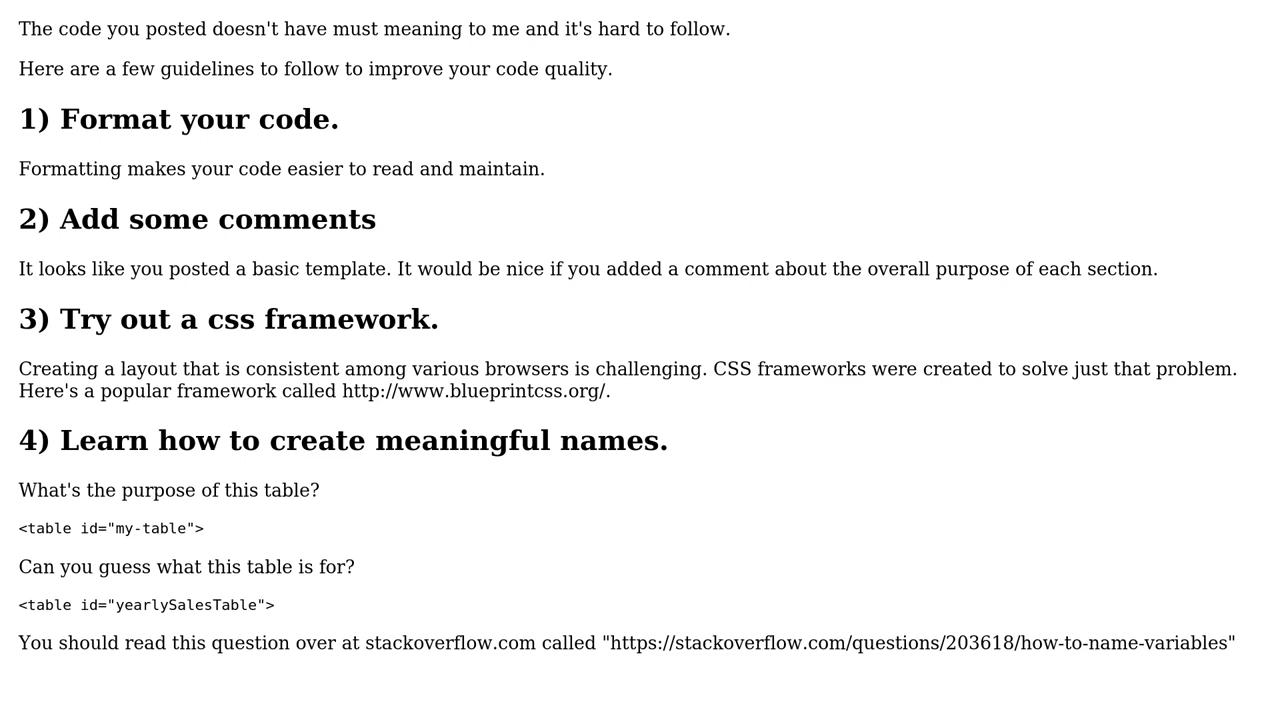 The code you posted doesn't have must meaning to me and it's hard to follow.
Here are a few guidelines to follow to improve your code quality.
1) Format your code.
Formatting makes your code easier to read and maintain.
2) Add some comments
It looks like you posted a basic template. It would be nice if you added a comment about the overall purpose of each section.
3) Try out a css framework.
Creating a layout that is consistent among various browsers is challenging. CSS frameworks were created to solve just that problem.
Here's a popular framework called http://www.blueprintcss.org/.
4) Learn how to create meaningful names.
What's the purpose of this table?
<table id="my-table">
Can you guess what this table is for?
<table id="yearlySalesTable">
You should read this question over at stackoverflow.com called "https://stackoverflow.com/questions/203618/how-to-name-variables"